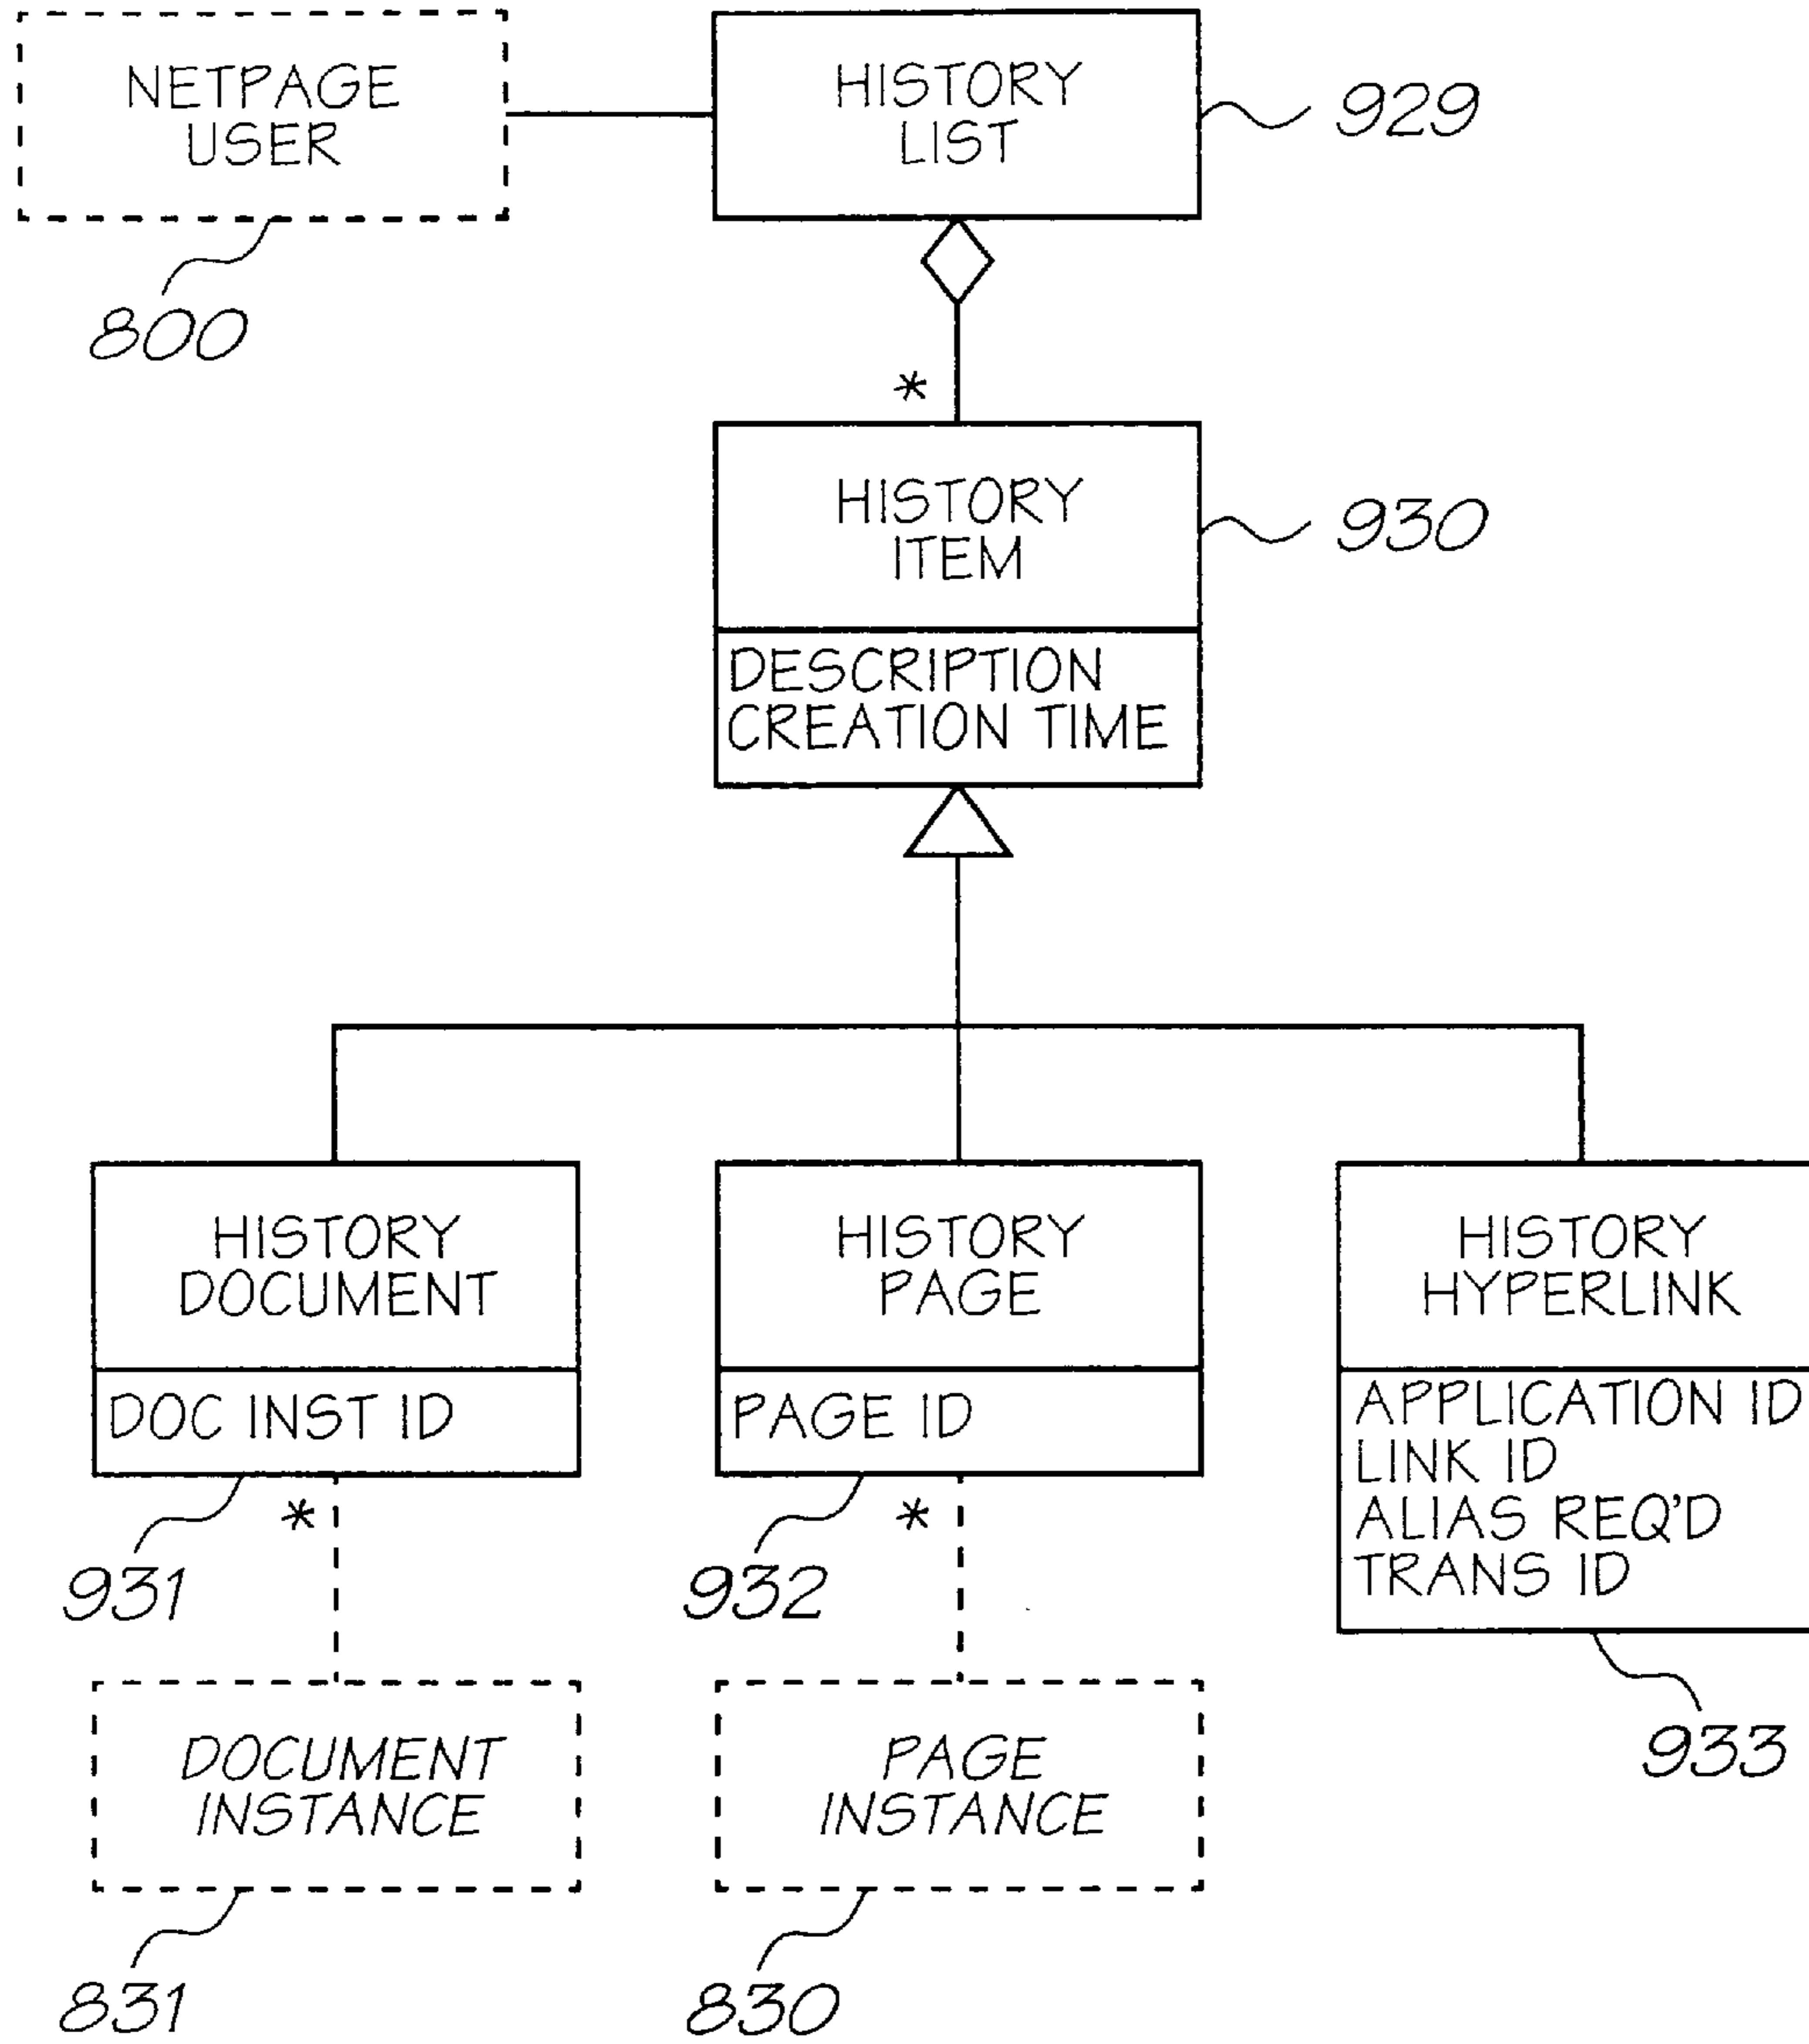 NETPAGE
USER
800
HISTORY
LIST
929
*
HISTORY
ITEM
930
DESCRIPTION
CREATION TIME
HISTORY
DOCUMENT
DOC INST ID
*
931
HISTORY
PAGE
PAGE ID
*
932
HISTORY
HYPERLINK
APPLICATION ID
LINK ID
ALIAS REQ'D
TRANS ID
933
DOCUMENT
INSTANCE
831
PAGE
INSTANCE
830